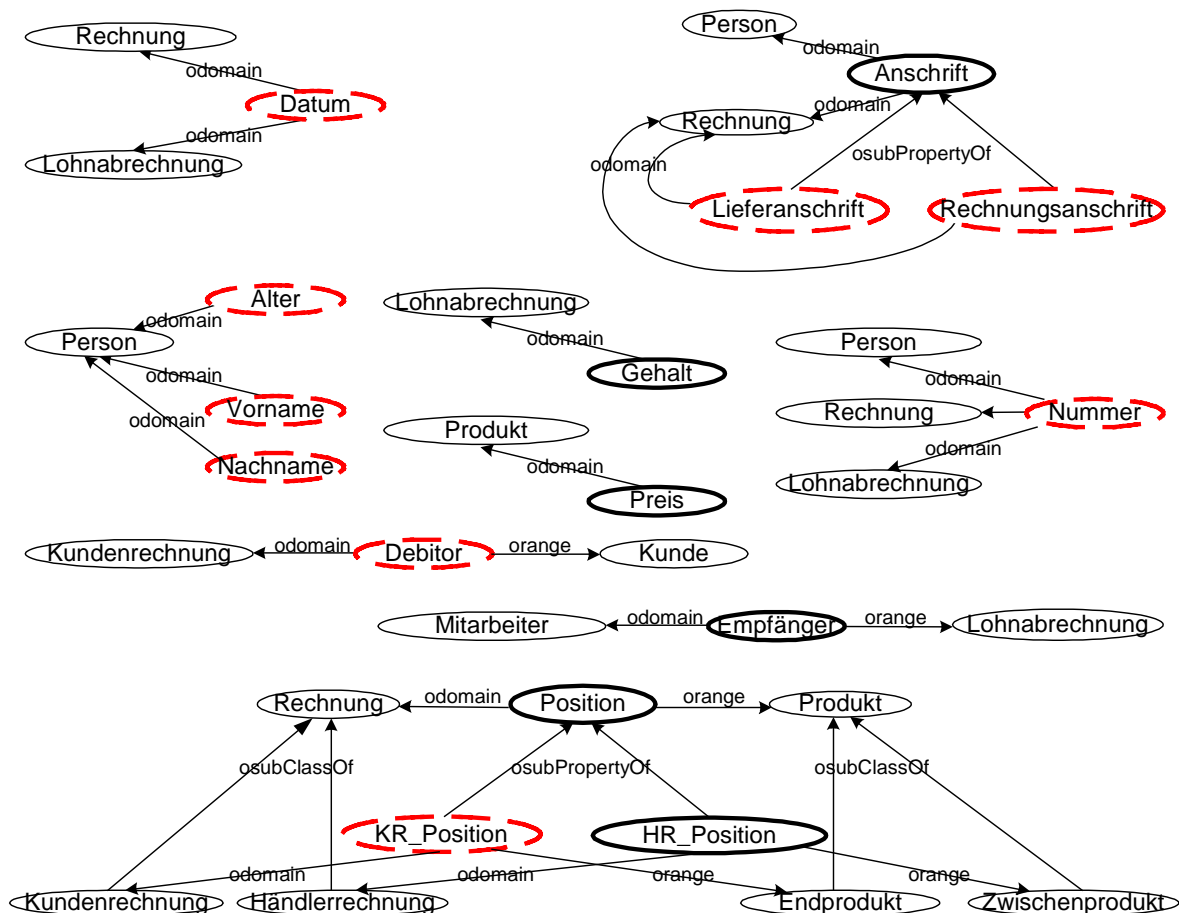 Rechnung
odomain
Datum
odomain
Lohnabrechnung
Person
odomain
Anschrift
odomain
Rechnung
odomain
osubPropertyOf
Lieferanschrift
Rechnungsanschrift
Alter
odomain
Person
odomain
Vorname
odomain
Nachname
Lohnabrechnung
odomain
Gehalt
Produkt
odomain
Preis
Person
odomain
Rechnung
Nummer
odomain
Lohnabrechnung
Kundenrechnung
odomain
Debitor
orange
Kunde
Mitarbeiter
odomain
Empfänger
orange
Lohnabrechnung
Rechnung
odomain
Position
orange
Produkt
osubClassOf
osubPropertyOf
osubClassOf
KR_Position
HR_Position
odomain
odomain
orange
orange
Kundenrechnung
Händlerrechnung
Endprodukt
Zwischenprodukt